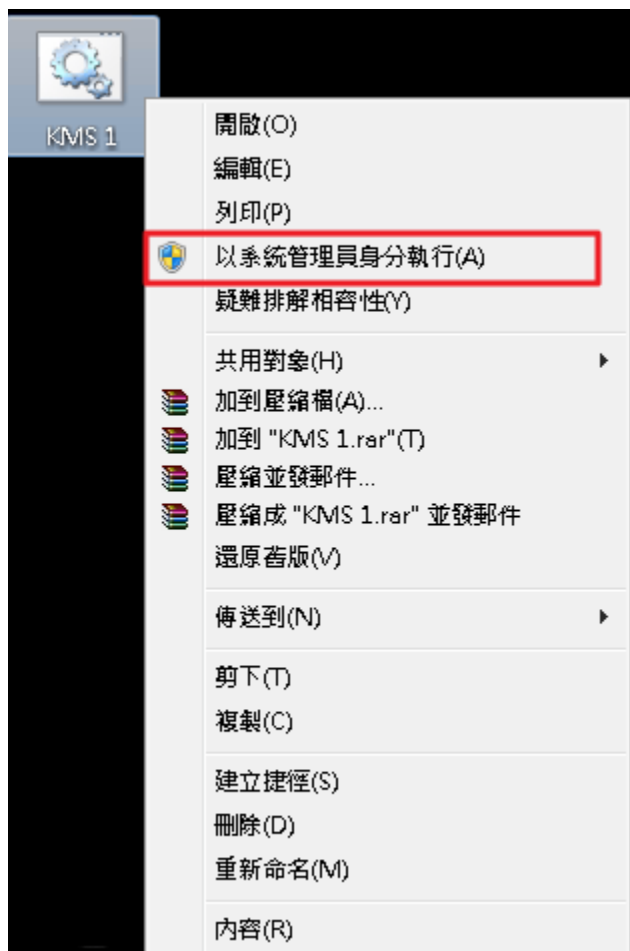 KMS 1
開啟(O)
編輯(E)
列印(P)
以系統管理員身分執行(A)
疑難排解相容性(Y)
共用對象(H)
加到壓縮檔(A)...
加到 "KMS 1.rar"(T)
壓縮並發郵件...
壓縮成 "KMS 1.rar" 並發郵件
還原舊版(V)
傳送到(N)
剪下(T)
複製(C)
建立捷徑(S)
刪除(D)
重新命名(M)
內容(R)